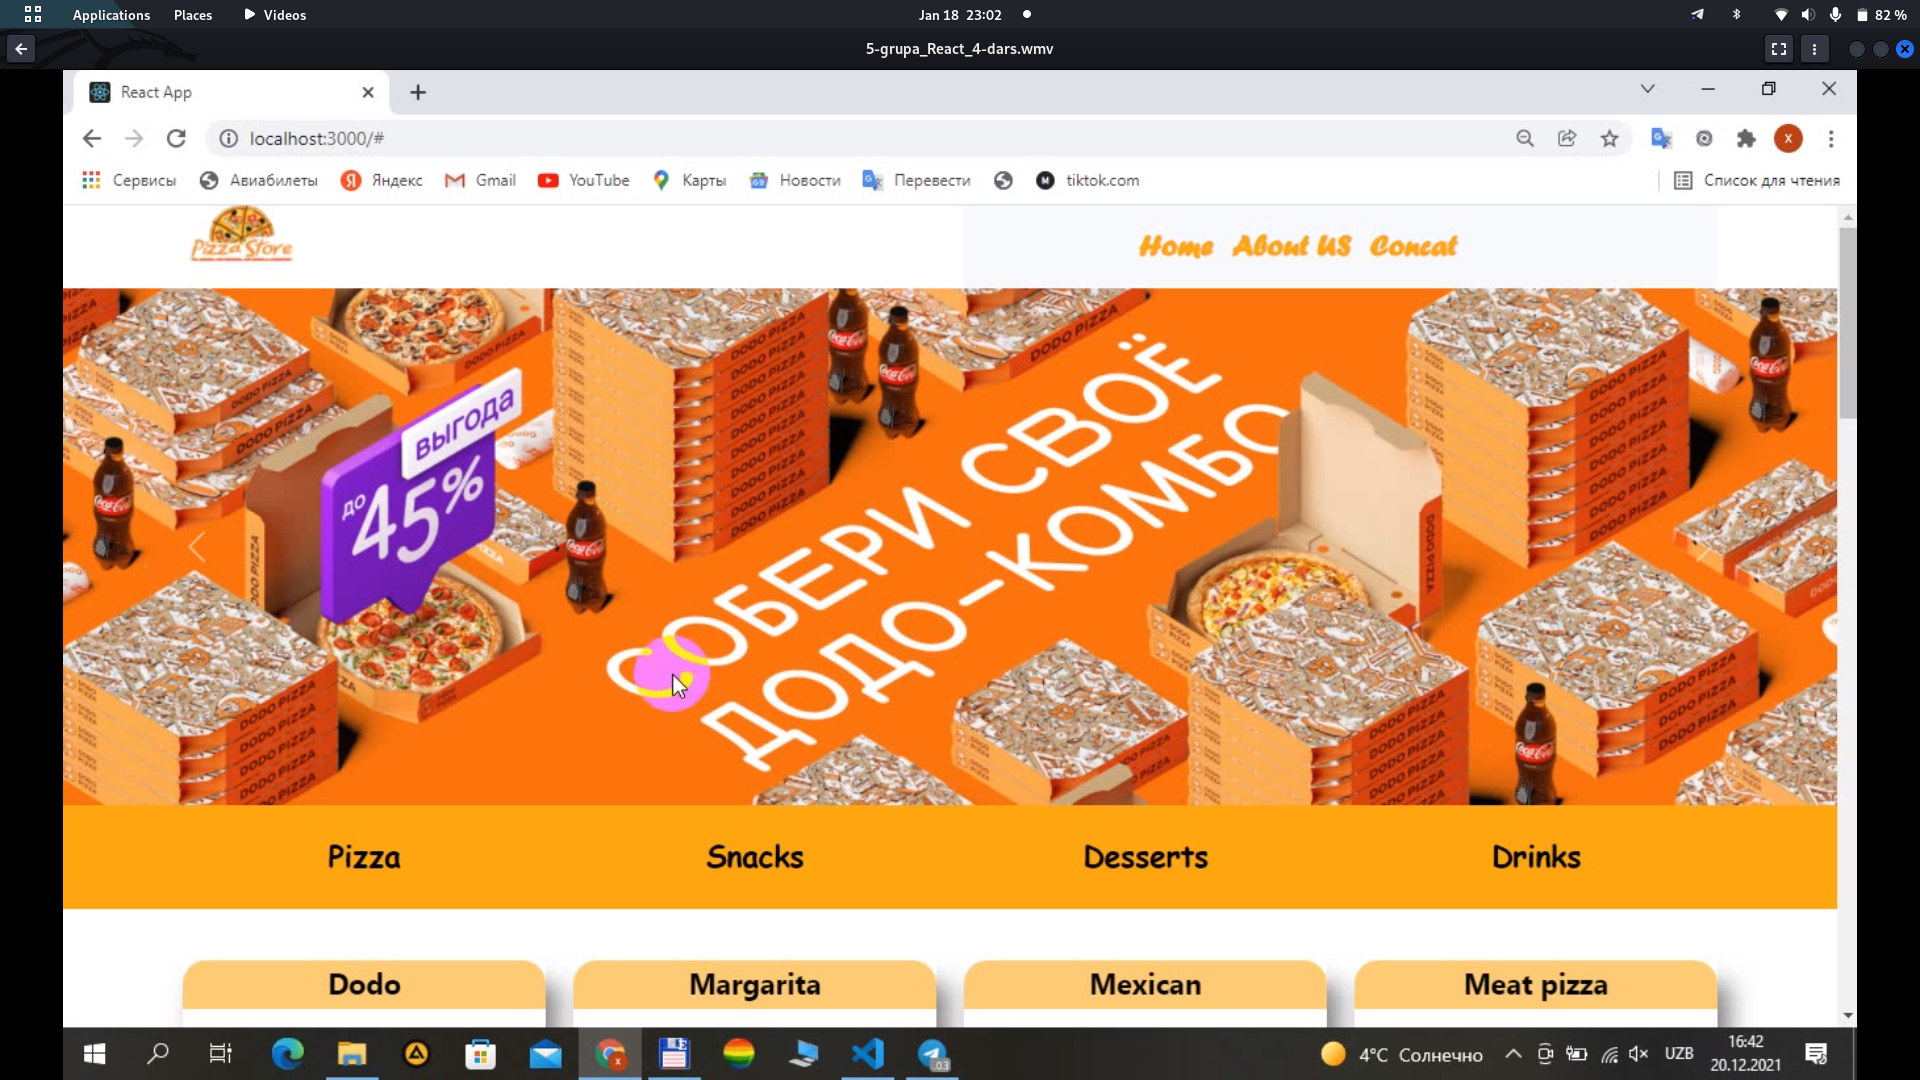 Applications Places Videos Jan 18 23:02 82 %
5-grupa_React_4-dars.wmv
React App
localhost:3000/# X
Сервисы Авиабилеты Яндекс Gmail YouTube Карты Новости Перевести tiktok.com Список для чтения
Pizza Store
Home About US Concat
ВЫГОДА
ДО 45%
СОБЕРИ СВОЁ
ДОДО-КОМБО
DODO PIZZA
Coca-Cola
Pizza Snacks Desserts Drinks
Dodo Margarita Mexican Meat pizza
4°C Солнечно UZB 16:42
20.12.2021
03